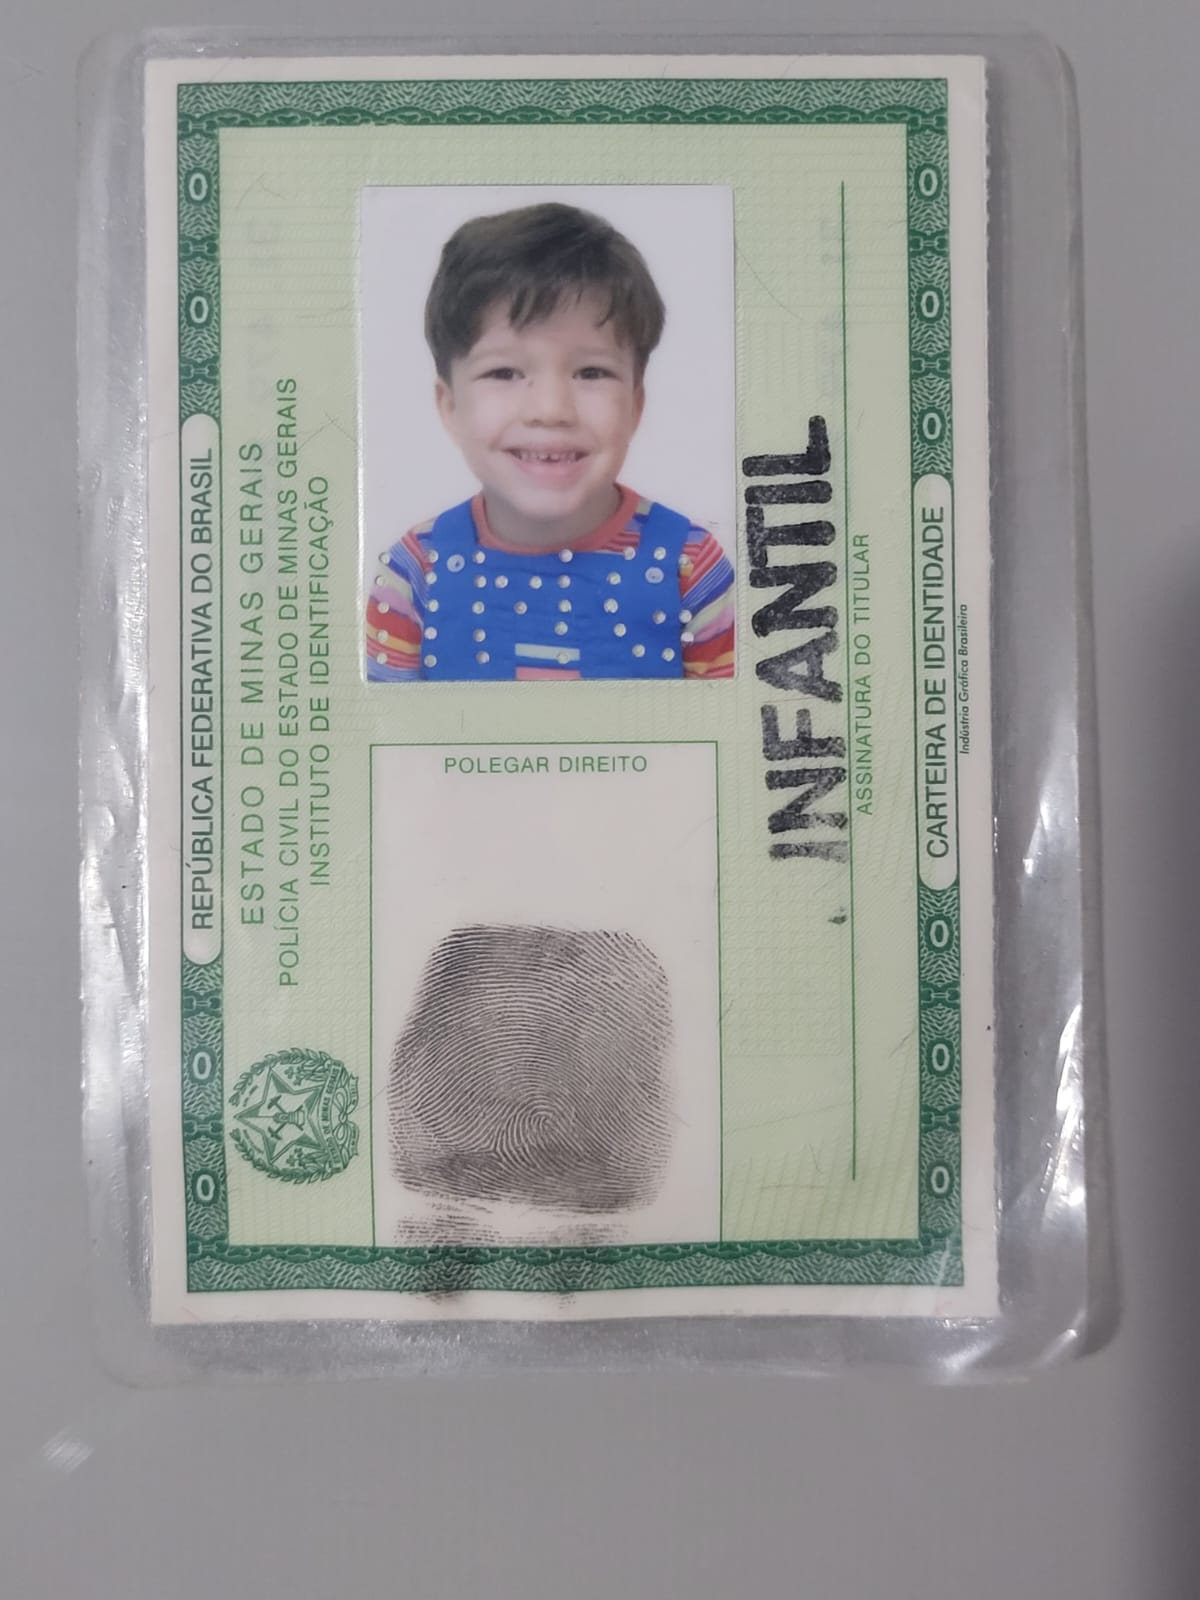 REPÚBLICA FEDERATIVA DO BRASIL
ESTADO DE MINAS GERAIS
POLÍCIA CIVIL DO ESTADO DE MINAS GERAIS
INSTITUTO DE IDENTIFICAÇÃO
POLEGAR DIREITO
INFANTIL
ASSINATURA DO TITULAR
CARTEIRA DE IDENTIDADE
Indústria Gráfica Brasileira